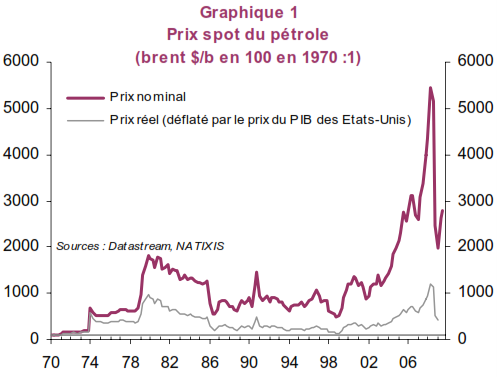 Graphique 1
Prix spot du pétrole
(brent $/b en 100 en 1970 :1)
6000 6000
Prix nominal
5000 5000
Prix réel (déflaté par le prix du PIB des Etats-Unis)
4000 4000
3000 3000
2000 2000
Sources : Datastream, NATIXIS
1000 1000
0 0
70 74 78 82 86 90 94 98 02 06